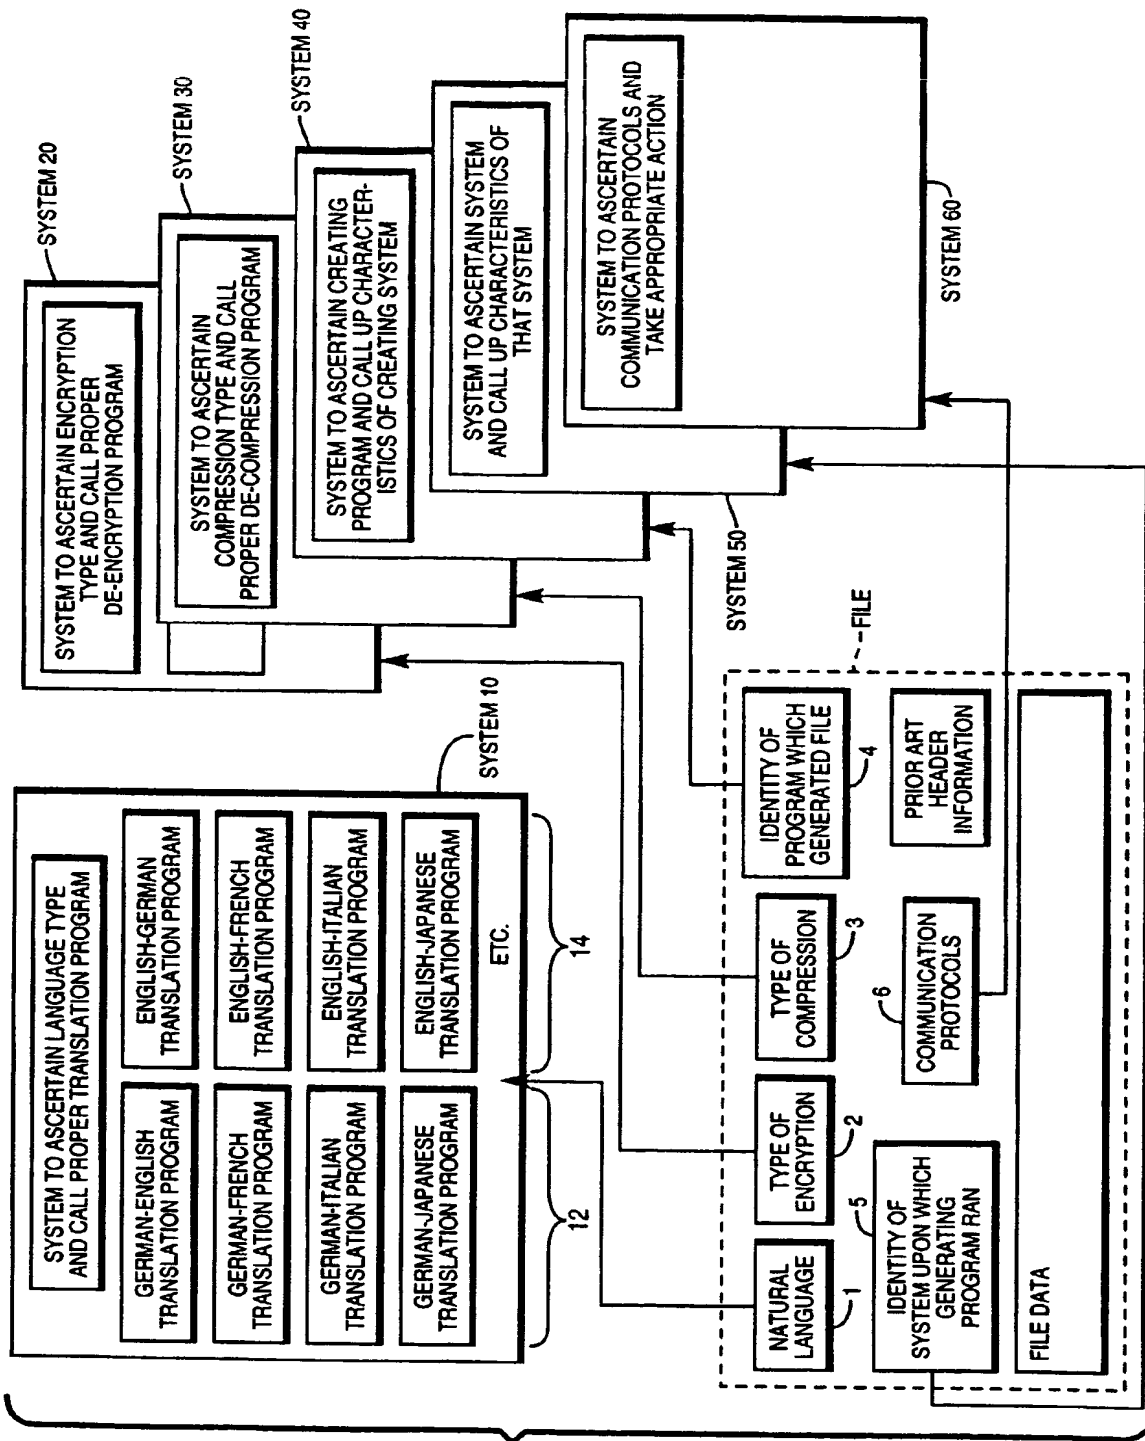 SYSTEM TO ASCERTAIN LANGUAGE TYPE
AND CALL PROPER TRANSLATION PROGRAM
GERMAN-ENGLISH
TRANSLATION PROGRAM
ENGLISH-GERMAN
TRANSLATION PROGRAM
GERMAN-FRENCH
TRANSLATION PROGRAM
ENGLISH-FRENCH
TRANSLATION PROGRAM
GERMAN-ITALIAN
TRANSLATION PROGRAM
ENGLISH-ITALIAN
TRANSLATION PROGRAM
GERMAN-JAPANESE
TRANSLATION PROGRAM
ENGLISH-JAPANESE
TRANSLATION PROGRAM
ETC.
12
14
SYSTEM 10
SYSTEM TO ASCERTAIN ENCRYPTION
TYPE AND CALL PROPER
DE-ENCRYPTION PROGRAM
SYSTEM 20
SYSTEM TO ASCERTAIN
COMPRESSION TYPE AND CALL
PROPER DE-COMPRESSION PROGRAM
SYSTEM 30
SYSTEM TO ASCERTAIN CREATING
PROGRAM AND CALL UP CHARACTER-
ISTICS OF CREATING SYSTEM
SYSTEM 40
SYSTEM TO ASCERTAIN SYSTEM
AND CALL UP CHARACTERISTICS OF
THAT SYSTEM
SYSTEM 50
SYSTEM TO ASCERTAIN
COMMUNICATION PROTOCOLS AND
TAKE APPROPRIATE ACTION
SYSTEM 60
FILE
NATURAL
LANGUAGE
1
TYPE OF
ENCRYPTION
2
TYPE OF
COMPRESSION
3
IDENTITY OF
PROGRAM WHICH
GENERATED FILE
4
5
IDENTITY OF
SYSTEM UPON WHICH
GENERATING
PROGRAM RAN
6
COMMUNICATION
PROTOCOLS
PRIOR ART
HEADER
INFORMATION
FILE DATA